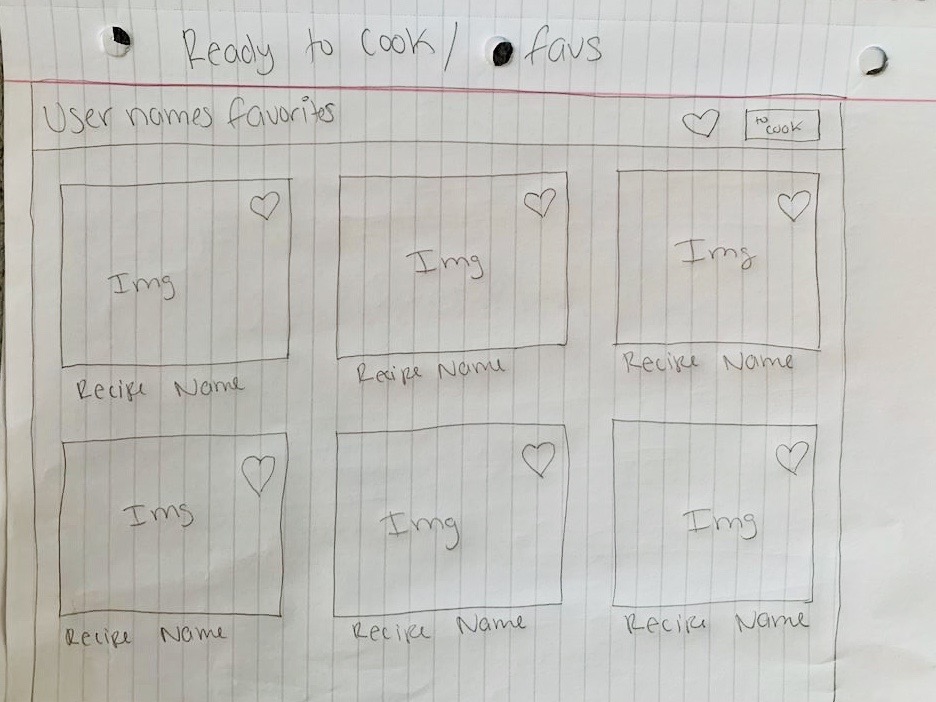 Ready to cook/ favs
User names favorites
to cook
Img Img Img
Recipe Name Recipe Name Recipe Name
Img Img Img
Recipe Name Recipe Name Recipe Name